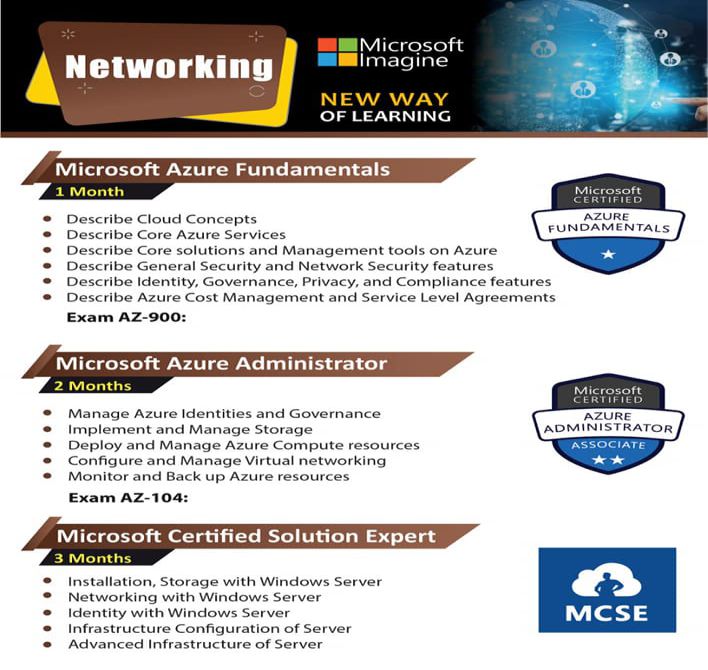 Networking
Microsoft
Imagine
NEW WAY
OF LEARNING
Microsoft Azure Fundamentals
1 Month
• Describe Cloud Concepts
• Describe Core Azure Services
• Describe Core solutions and Management tools on Azure
• Describe General Security and Network Security features
• Describe Identity, Governance, Privacy, and Compliance features
• Describe Azure Cost Management and Service Level Agreements
Exam AZ-900:
Microsoft
CERTIFIED
AZURE
FUNDAMENTALS
Microsoft Azure Administrator
2 Months
• Manage Azure Identities and Governance
• Implement and Manage Storage
• Deploy and Manage Azure Compute resources
• Configure and Manage Virtual networking
• Monitor and Back up Azure resources
Exam AZ-104:
Microsoft
CERTIFIED
AZURE
ADMINISTRATOR
ASSOCIATE
Microsoft Certified Solution Expert
3 Months
• Installation, Storage with Windows Server
• Networking with Windows Server
• Identity with Windows Server
• Infrastructure Configuration of Server
• Advanced Infrastructure of Server
MCSE